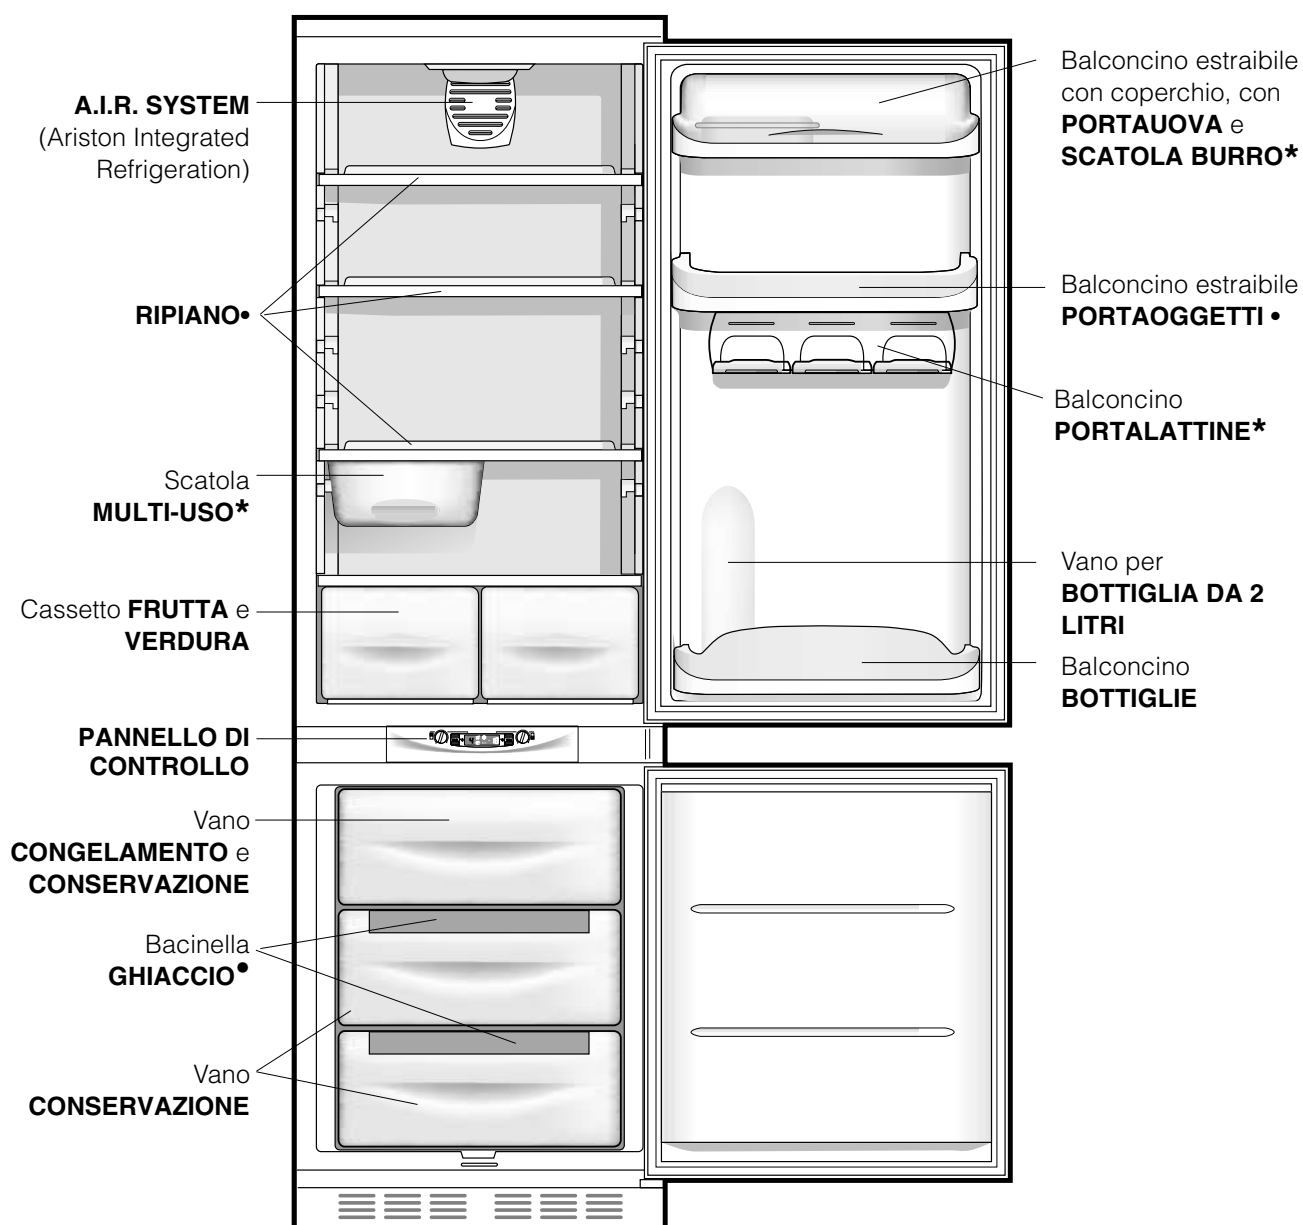 A.I.R. SYSTEM
(Ariston Integrated
Refrigeration)
RIPIANO•
Scatola
MULTI-USO*
Cassetto FRUTTA e
VERDURA
PANNELLO DI
CONTROLLO
Vano
CONGELAMENTO e
CONSERVAZIONE
Bacinella
GHIACCIO•
Vano
CONSERVAZIONE
Balconcino estraibile
con coperchio, con
PORTAUOVA e
SCATOLA BURRO*
Balconcino estraibile
PORTAOGGETTI •
Balconcino
PORTALATTINE*
Vano per
BOTTIGLIA DA 2
LITRI
Balconcino
BOTTIGLIE